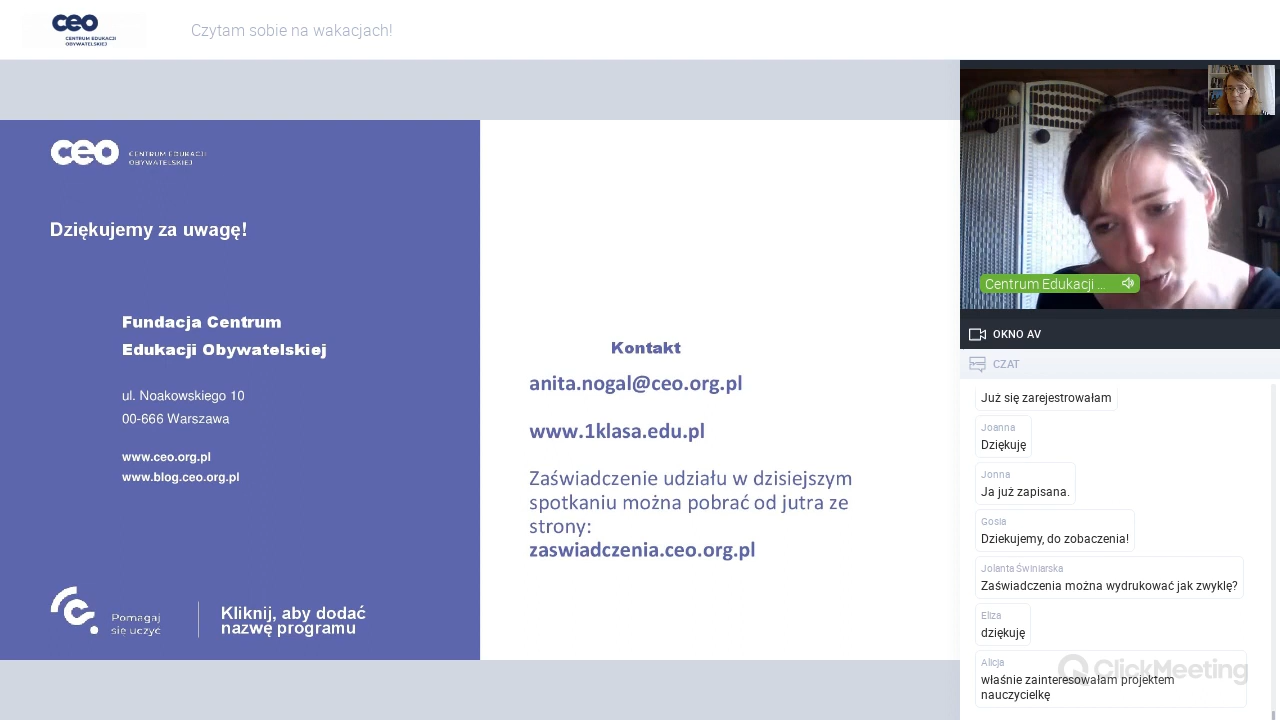 ceo
CENTRUM EDUKACJI
OBYWATELSKIEJ
Czytam sobie na wakacjach!
ceo
CENTRUM EDUKACJI
OBYWATELSKIEJ
Dziękujemy za uwagę!
Fundacja Centrum
Edukacji Obywatelskiej
ul. Noakowskiego 10
00-666 Warszawa
www.ceo.org.pl
www.blog.ceo.org.pl
Pomagaj
się uczyć
Kliknij, aby dodać
nazwę programu
Kontakt
anita.nogal@ceo.org.pl
www.1klasa.edu.pl
Zaświadczenie udziału w dzisiejszym
spotkaniu można pobrać od jutra ze
strony:
zaswiadczenia.ceo.org.pl
Centrum Edukacji ...
OKNO AV
CZAT
Już się zarejestrowałam
Joanna
Dziękuję
Jonna
Ja już zapisana.
Gosia
Dziekujemy, do zobaczenia!
Jolanta Świniarska
Zaświadczenia można wydrukować jak zwyklę?
Eliza
dziękuję
Alicja
właśnie zainteresowałam projektem
nauczycielkę
ClickMeeting